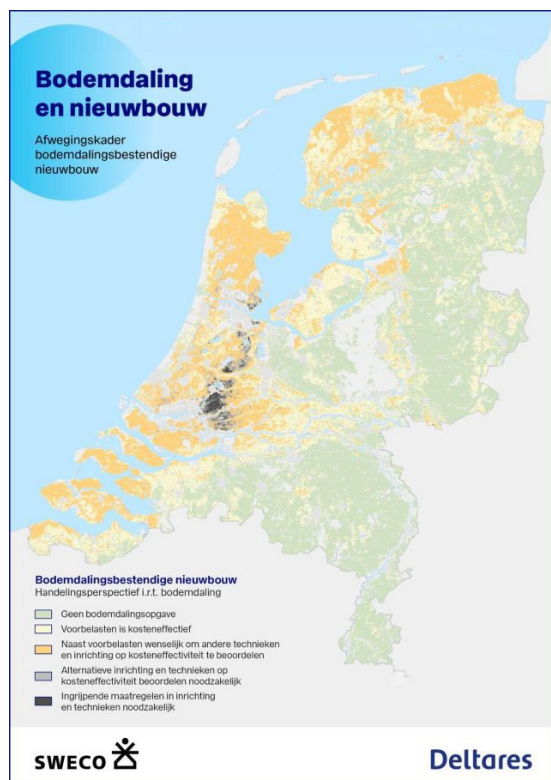 Bodemdaling
en nieuwbouw
Afwegingskader
bodemdalingsbestendige
nieuwbouw
Bodemdalingsbestendige nieuwbouw
Handelingsperspectief i.r.t. bodemdaling
Geen bodemdalingsopgave
Voorbelasten is kosteneffectief
Naast voorbelasten wenselijk om andere technieken
en inrichting op kosteneffectiviteit te beoordelen
Alternatieve inrichting en technieken op
kosteneffectiviteit beoordelen noodzakelijk
Ingrijpende maatregelen in inrichting
en technieken noodzakelijk
SWECO
Deltares